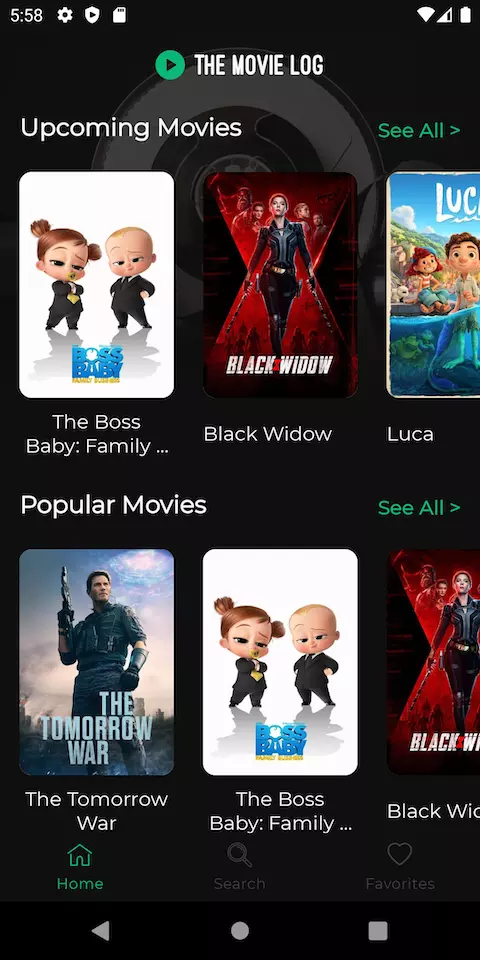 5:58
THE MOVIE LOG
Upcoming Movies
See All >
BOSS
BABY
FAMILY BUSINESS
BLACK WIDOW
LUCA
The Boss
Baby: Family ...
Black Widow
Luca
Popular Movies
See All >
THE
TOMORROW
WAR
BOSS
BABY
FAMILY BUSINESS
BLACK WI
The Tomorrow
War
The Boss
Baby: Family ...
Black Wic
Home
Search
Favorites